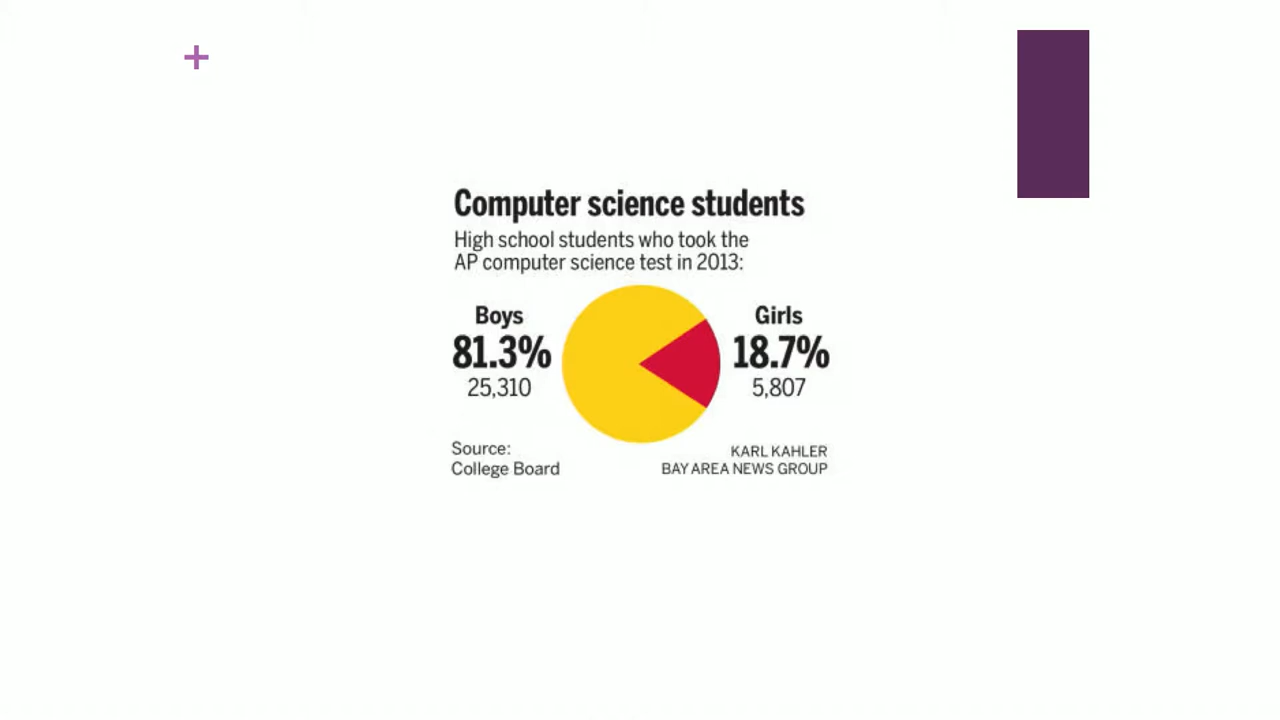 +
Computer science students
High school students who took the
AP computer science test in 2013:
Boys
81.3%
25,310
Girls
18.7%
5,807
Source:
College Board
KARL KAHLER
BAY AREA NEWS GROUP